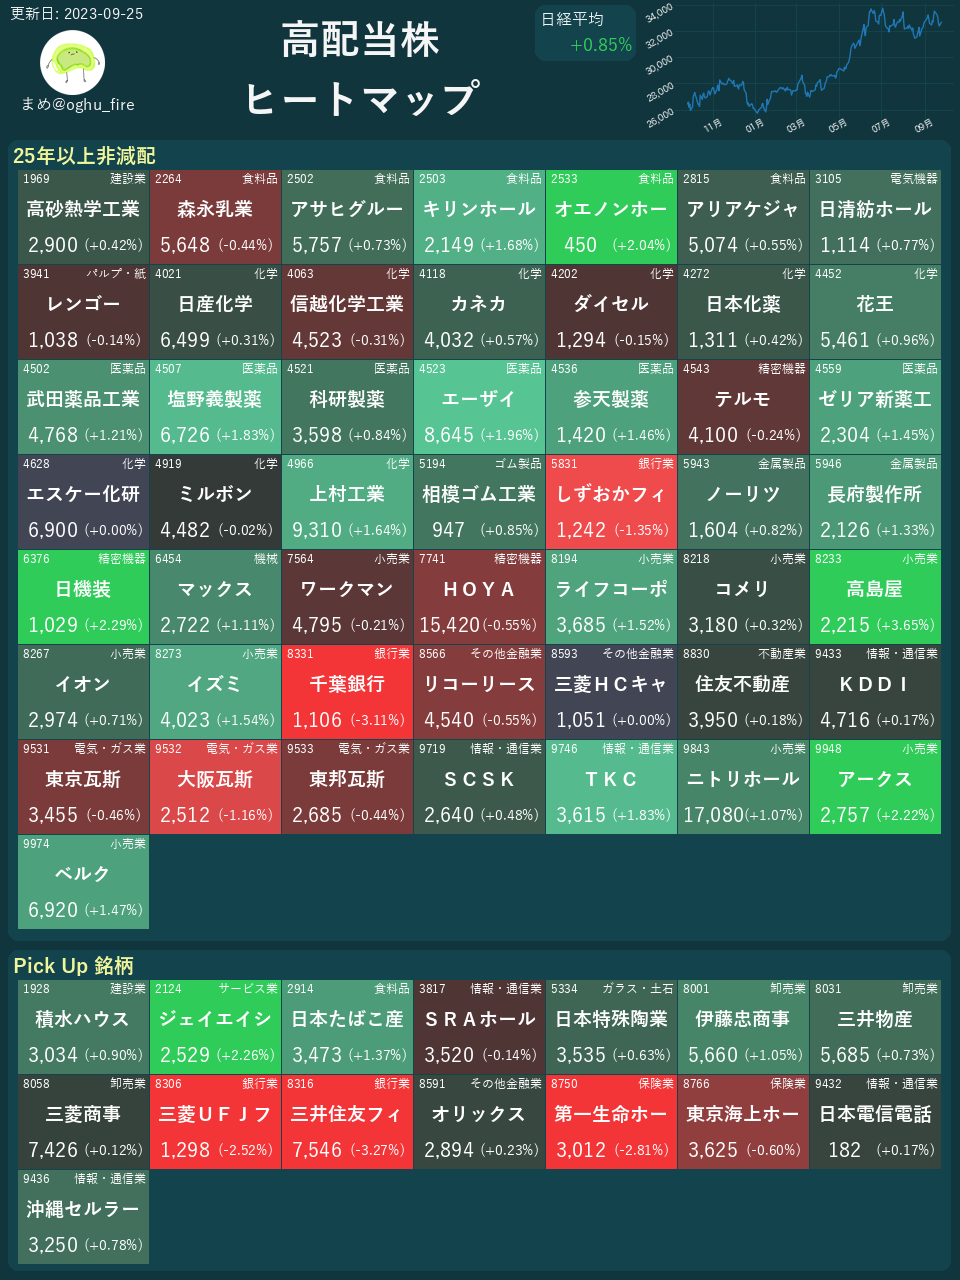 更新日: 2023-09-25
まめ@oghu_fire
高配当株
ヒートマップ
日経平均
+0.85%
34,000
32,000
30,000
28,000
26,000
11月 01月 03月 05月 07月 09月
25年以上非減配
1969 建設業 2264 食料品 2502 食料品 2503 食料品 2533 食料品 2815 食料品 3105 電気機器
高砂熱学工業 森永乳業 アサヒグルー キリンホール オエノンホー アリアケジャ 日清紡ホール
2,900 (+0.42%) 5,648 (-0.44%) 5,757 (+0.73%) 2,149 (+1.68%) 450 (+2.04%) 5,074 (+0.55%) 1,114 (+0.77%)
3941 パルプ・紙 4021 化学 4063 化学 4118 化学 4202 化学 4272 化学 4452 化学
レンゴー 日産化学 信越化学工業 カネカ ダイセル 日本化薬 花王
1,038 (-0.14%) 6,499 (+0.31%) 4,523 (-0.31%) 4,032 (+0.57%) 1,294 (-0.15%) 1,311 (+0.42%) 5,461 (+0.96%)
4502 医薬品 4507 医薬品 4521 医薬品 4523 医薬品 4536 医薬品 4543 精密機器 4559 医薬品
武田薬品工業 塩野義製薬 科研製薬 エーザイ 参天製薬 テルモ ゼリア新薬工
4,768 (+1.21%) 6,726 (+1.83%) 3,598 (+0.84%) 8,645 (+1.96%) 1,420 (+1.46%) 4,100 (-0.24%) 2,304 (+1.45%)
4628 化学 4919 化学 4966 化学 5194 ゴム製品 5831 銀行業 5943 金属製品 5946 金属製品
エスケー化研 ミルボン 上村工業 相模ゴム工業 しずおかフィ ノーリツ 長府製作所
6,900 (+0.00%) 4,482 (-0.02%) 9,310 (+1.64%) 947 (+0.85%) 1,242 (-1.35%) 1,604 (+0.82%) 2,126 (+1.33%)
6376 精密機器 6454 機械 7564 小売業 7741 精密機器 8194 小売業 8218 小売業 8233 小売業
日機装 マックス ワークマン ＨＯＹＡ ライフコーポ コメリ 高島屋
1,029 (+2.29%) 2,722 (+1.11%) 4,795 (-0.21%) 15,420 (-0.55%) 3,685 (+1.52%) 3,180 (+0.32%) 2,215 (+3.65%)
8267 小売業 8273 小売業 8331 銀行業 8566 その他金融業 8593 その他金融業 8830 不動産業 9433 情報・通信業
イオン イズミ 千葉銀行 リコーリース 三菱ＨＣキャ 住友不動産 ＫＤＤＩ
2,974 (+0.71%) 4,023 (+1.54%) 1,106 (-3.11%) 4,540 (-0.55%) 1,051 (+0.00%) 3,950 (+0.18%) 4,716 (+0.17%)
9531 電気・ガス業 9532 電気・ガス業 9533 電気・ガス業 9719 情報・通信業 9746 情報・通信業 9843 小売業 9948 小売業
東京瓦斯 大阪瓦斯 東邦瓦斯 ＳＣＳＫ ＴＫＣ ニトリホール アークス
3,455 (-0.46%) 2,512 (-1.16%) 2,685 (-0.44%) 2,640 (+0.48%) 3,615 (+1.83%) 17,080 (+1.07%) 2,757 (+2.22%)
9974 小売業
ベルク
6,920 (+1.47%)
Pick Up 銘柄
1928 建設業 2124 サービス業 2914 食料品 3817 情報・通信業 5334 ガラス・土石 8001 卸売業 8031 卸売業
積水ハウス ジェイエイシ 日本たばこ産 ＳＲＡホール 日本特殊陶業 伊藤忠商事 三井物産
3,034 (+0.90%) 2,529 (+2.26%) 3,473 (+1.37%) 3,520 (-0.14%) 3,535 (+0.63%) 5,660 (+1.05%) 5,685 (+0.73%)
8058 卸売業 8306 銀行業 8316 銀行業 8591 その他金融業 8750 保険業 8766 保険業 9432 情報・通信業
三菱商事 三菱ＵＦＪフ 三井住友フィ オリックス 第一生命ホー 東京海上ホー 日本電信電話
7,426 (+0.12%) 1,298 (-2.52%) 7,546 (-3.27%) 2,894 (+0.23%) 3,012 (-2.81%) 3,625 (-0.60%) 182 (+0.17%)
9436 情報・通信業
沖縄セルラー
3,250 (+0.78%)